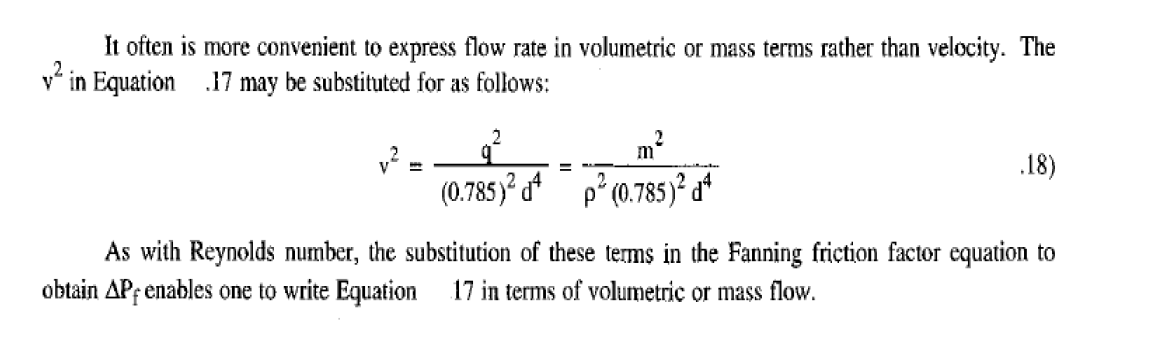 It often is more convenient to express flow rate in volumetric or mass terms rather than velocity. The
v² in Equation .17 may be substituted for as follows:
v² = q² / (0.785)² d⁴ = m² / ρ² (0.785)² d⁴ .18)
As with Reynolds number, the substitution of these terms in the Fanning friction factor equation to
obtain ΔPf enables one to write Equation 17 in terms of volumetric or mass flow.